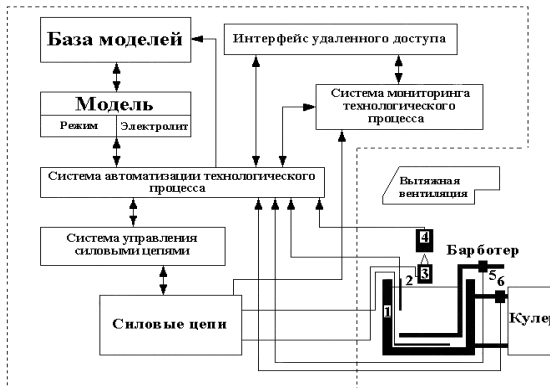 База моделей
Интерфейс удаленного доступа
Модель
Режим Электролит
Система мониторинга
технологического
процесса
Система автоматизации технологического
процесса
Вытяжная
вентиляция
Система управления
силовыми цепями
4
Барботер
3
2
5
6
1
Силовые цепи
Кулер